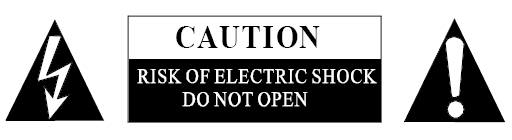 CAUTION
RISK OF ELECTRIC SHOCK
DO NOT OPEN